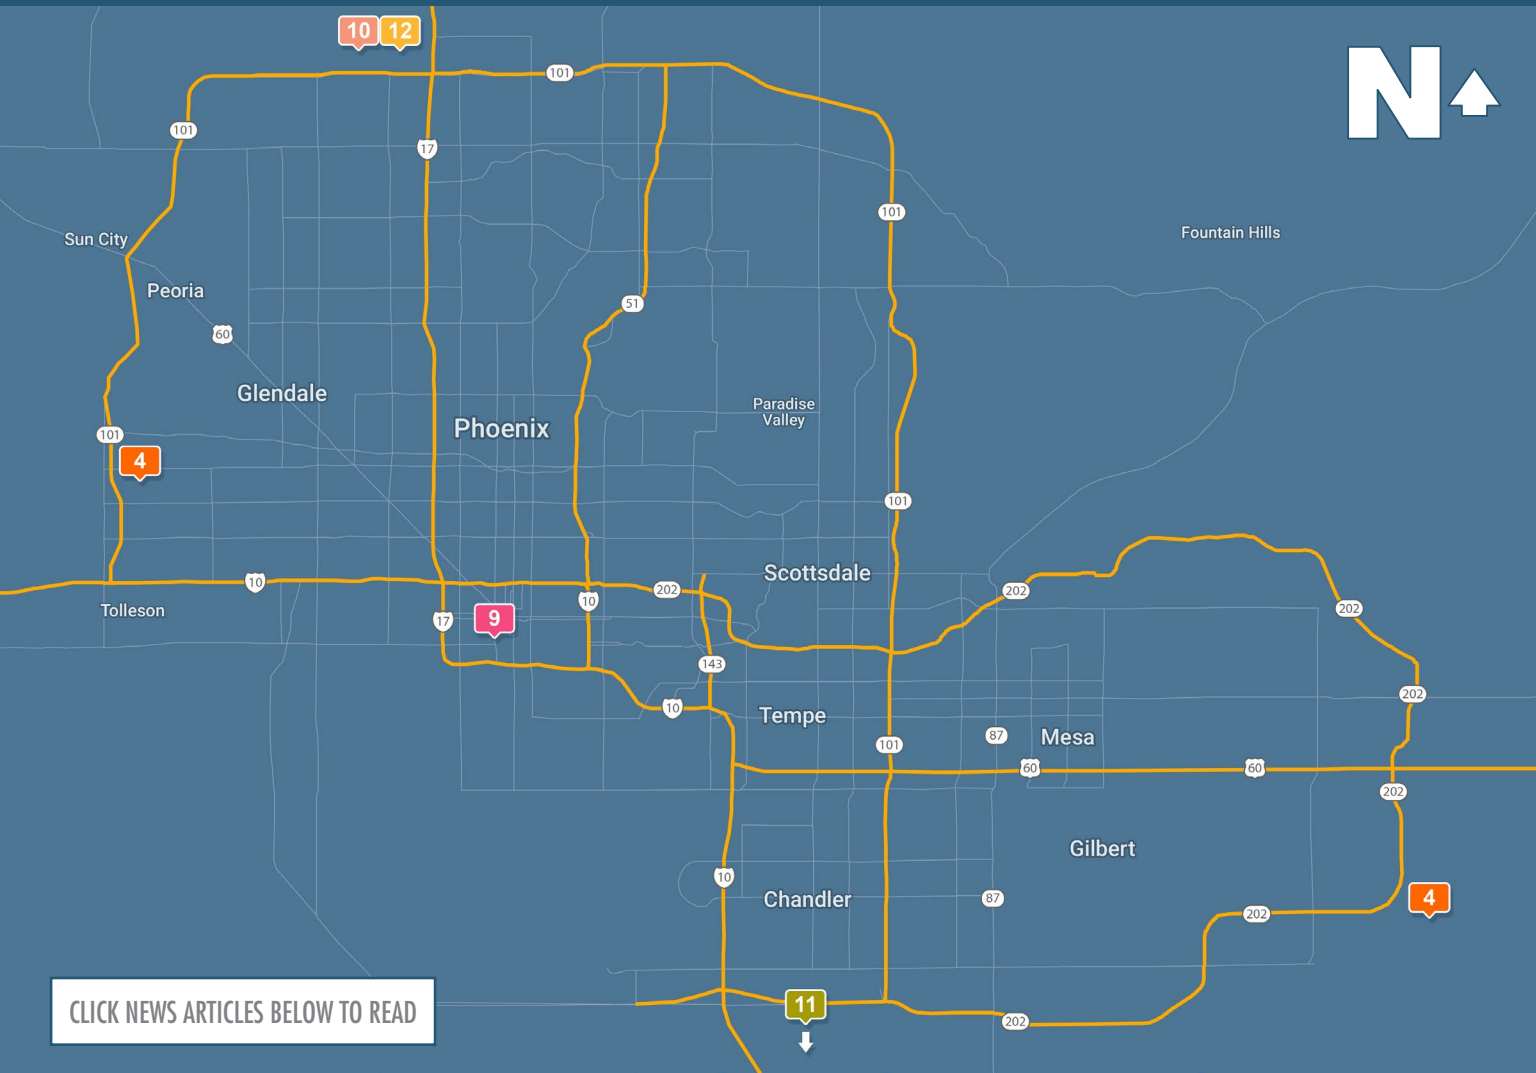 10
12
N
101
101
17
101
Sun City
Fountain Hills
Peoria
51
60
Glendale
Paradise
Valley
Phoenix
101
4
101
Scottsdale
10
202
202
10
202
Tolleson
9
17
143
202
10
Tempe
87
Mesa
101
60
60
202
Gilbert
10
Chandler
87
4
202
11
CLICK NEWS ARTICLES BELOW TO READ
202